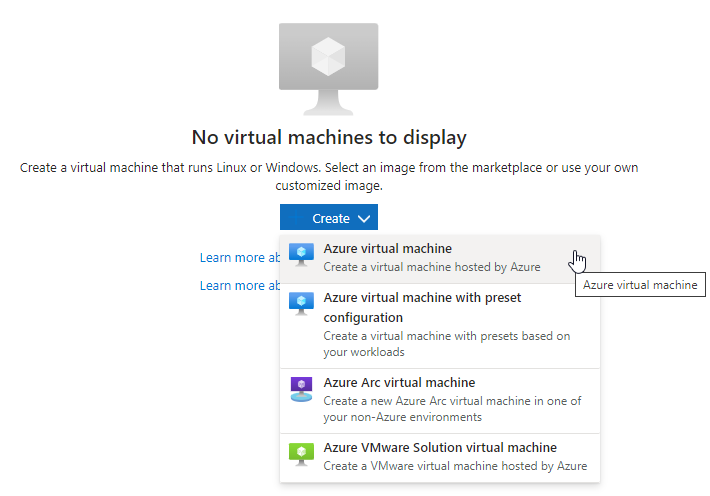 No virtual machines to display
Create a virtual machine that runs Linux or Windows. Select an image from the marketplace or use your own
customized image.
Create
Learn more ab
Learn more ab
Azure virtual machine
Create a virtual machine hosted by Azure
Azure virtual machine
Azure virtual machine with preset
configuration
Create a virtual machine with presets based on
your workloads
Azure Arc virtual machine
Create a new Azure Arc virtual machine in one of
your non-Azure environments
Azure VMware Solution virtual machine
Create a VMware virtual machine hosted by Azure